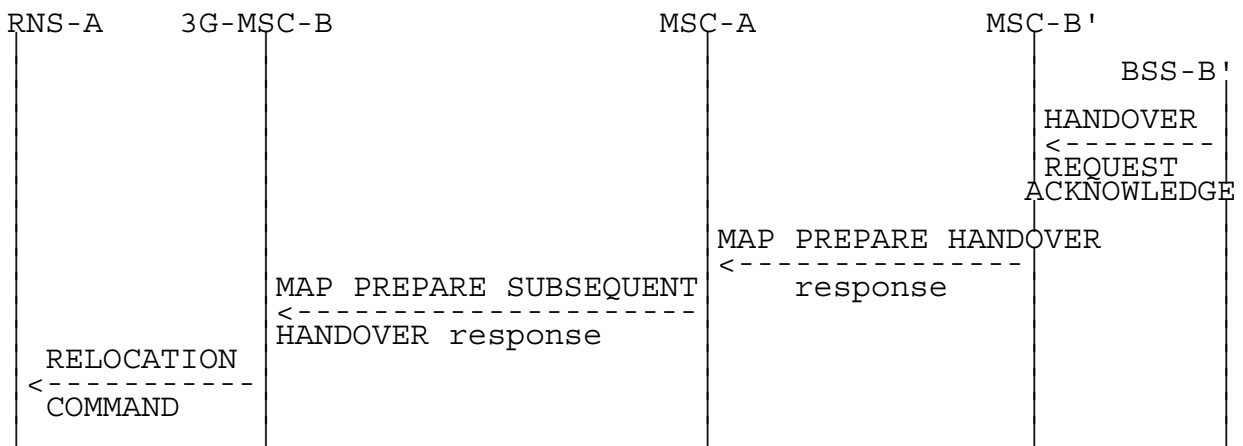 RNS-A 3G-MSC-B MSC-A MSC-B'
BSS-B'
HANDOVER
REQUEST
ACKNOWLEDGE
MAP PREPARE HANDOVER
response
MAP PREPARE SUBSEQUENT
HANDOVER response
RELOCATION
COMMAND